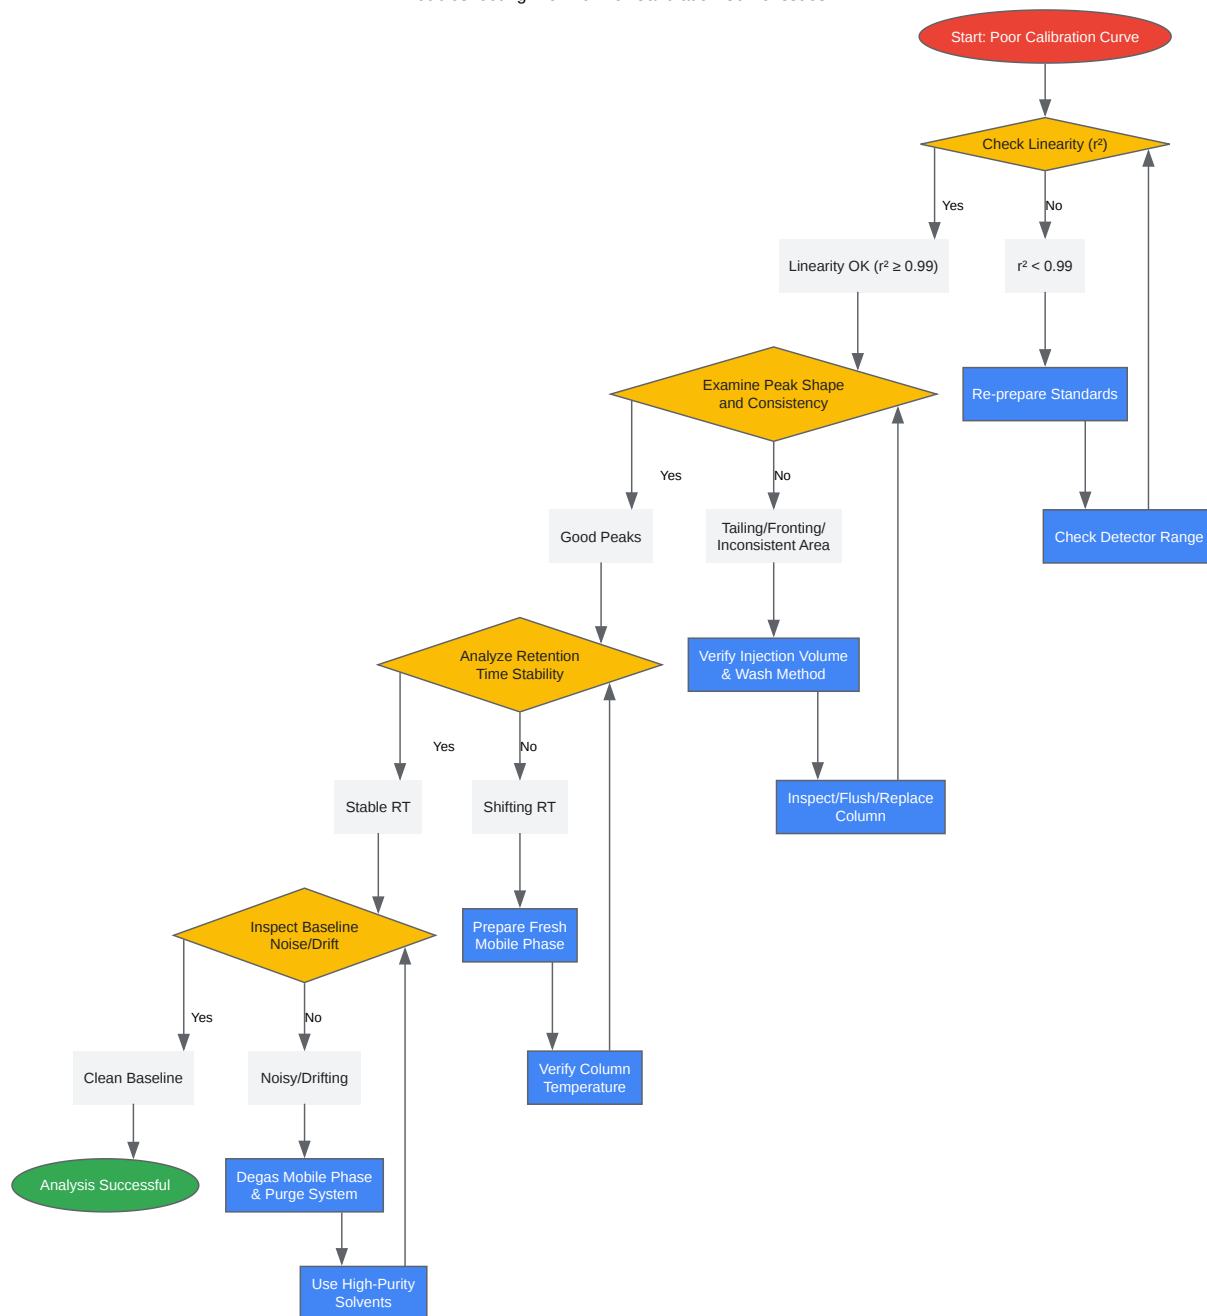 Start: Poor Calibration Curve
Check Linearity (r²)
Yes
No
Linearity OK (r² ≥ 0.99)
r² < 0.99
Examine Peak Shape
and Consistency
Re-prepare Standards
Yes
No
Good Peaks
Tailing/Fronting/
Inconsistent Area
Check Detector Range
Analyze Retention
Time Stability
Verify Injection Volume
& Wash Method
Yes
No
Stable RT
Shifting RT
Inspect/Flush/Replace
Column
Inspect Baseline
Noise/Drift
Prepare Fresh
Mobile Phase
Yes
No
Clean Baseline
Noisy/Drifting
Verify Column
Temperature
Analysis Successful
Degas Mobile Phase
& Purge System
Use High-Purity
Solvents